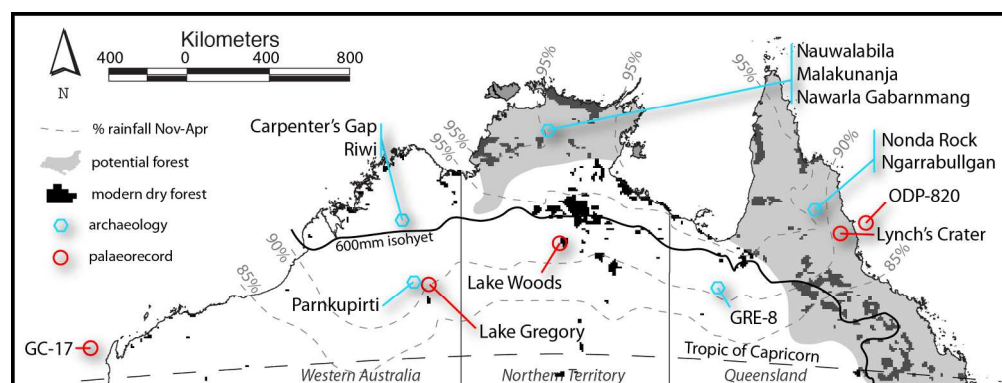 Kilometers
400 0 400 800
N
% rainfall Nov-Apr
potential forest
modern dry forest
archaeology
palaeorecord
Carpenter's Gap
Riwi
Nauwalabila
Malakunanja
Nawarla Gabarnmang
Nonda Rock
Ngarrabullgan
ODP-820
Lynch's Crater
95%
95%
95%
95%
95%
90%
85%
90%
85%
600mm isohyet
Parnkupirti
Lake Woods
Lake Gregory
GRE-8
GC-17
Tropic of Capricorn
Western Australia
Northern Territory
Queensland